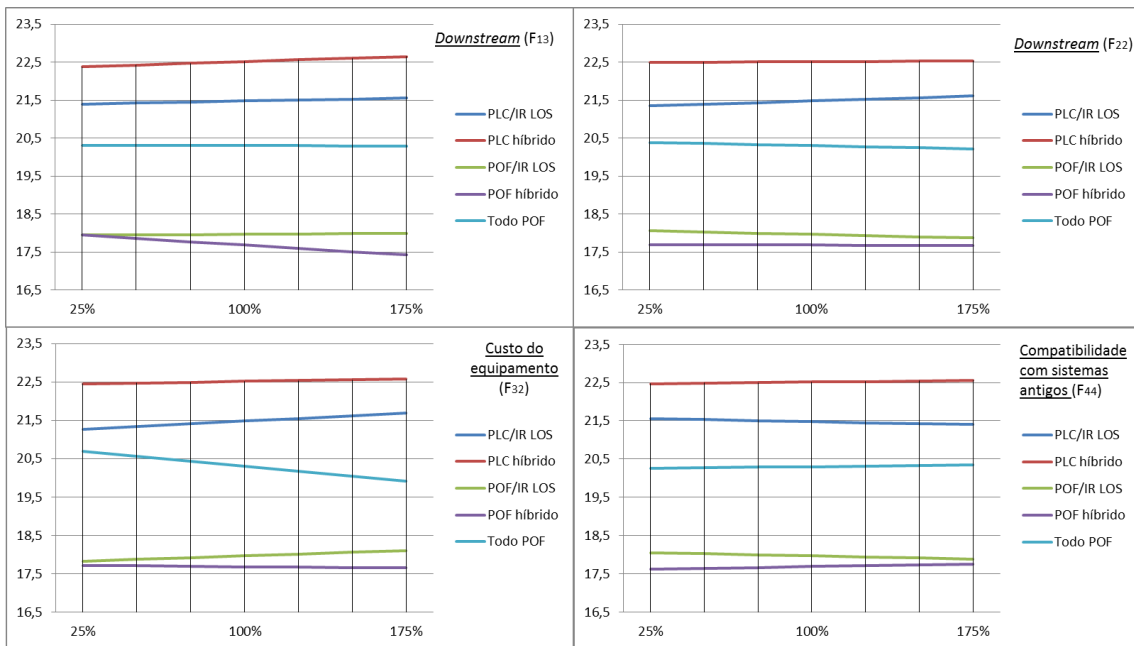 23,5
22,5
21,5
20,5
19,5
18,5
17,5
16,5
25%
100%
175%
Downstream (F13)
PLC/IR LOS
PLC híbrido
POF/IR LOS
POF híbrido
Todo POF
23,5
22,5
21,5
20,5
19,5
18,5
17,5
16,5
25%
100%
175%
Downstream (F22)
PLC/IR LOS
PLC híbrido
POF/IR LOS
POF híbrido
Todo POF
23,5
22,5
21,5
20,5
19,5
18,5
17,5
16,5
25%
100%
175%
Custo do
equipamento
(F32)
PLC/IR LOS
PLC híbrido
POF/IR LOS
POF híbrido
Todo POF
23,5
22,5
21,5
20,5
19,5
18,5
17,5
16,5
25%
100%
175%
Compatibilidade
com sistemas
antigos (F44)
PLC/IR LOS
PLC híbrido
POF/IR LOS
POF híbrido
Todo POF